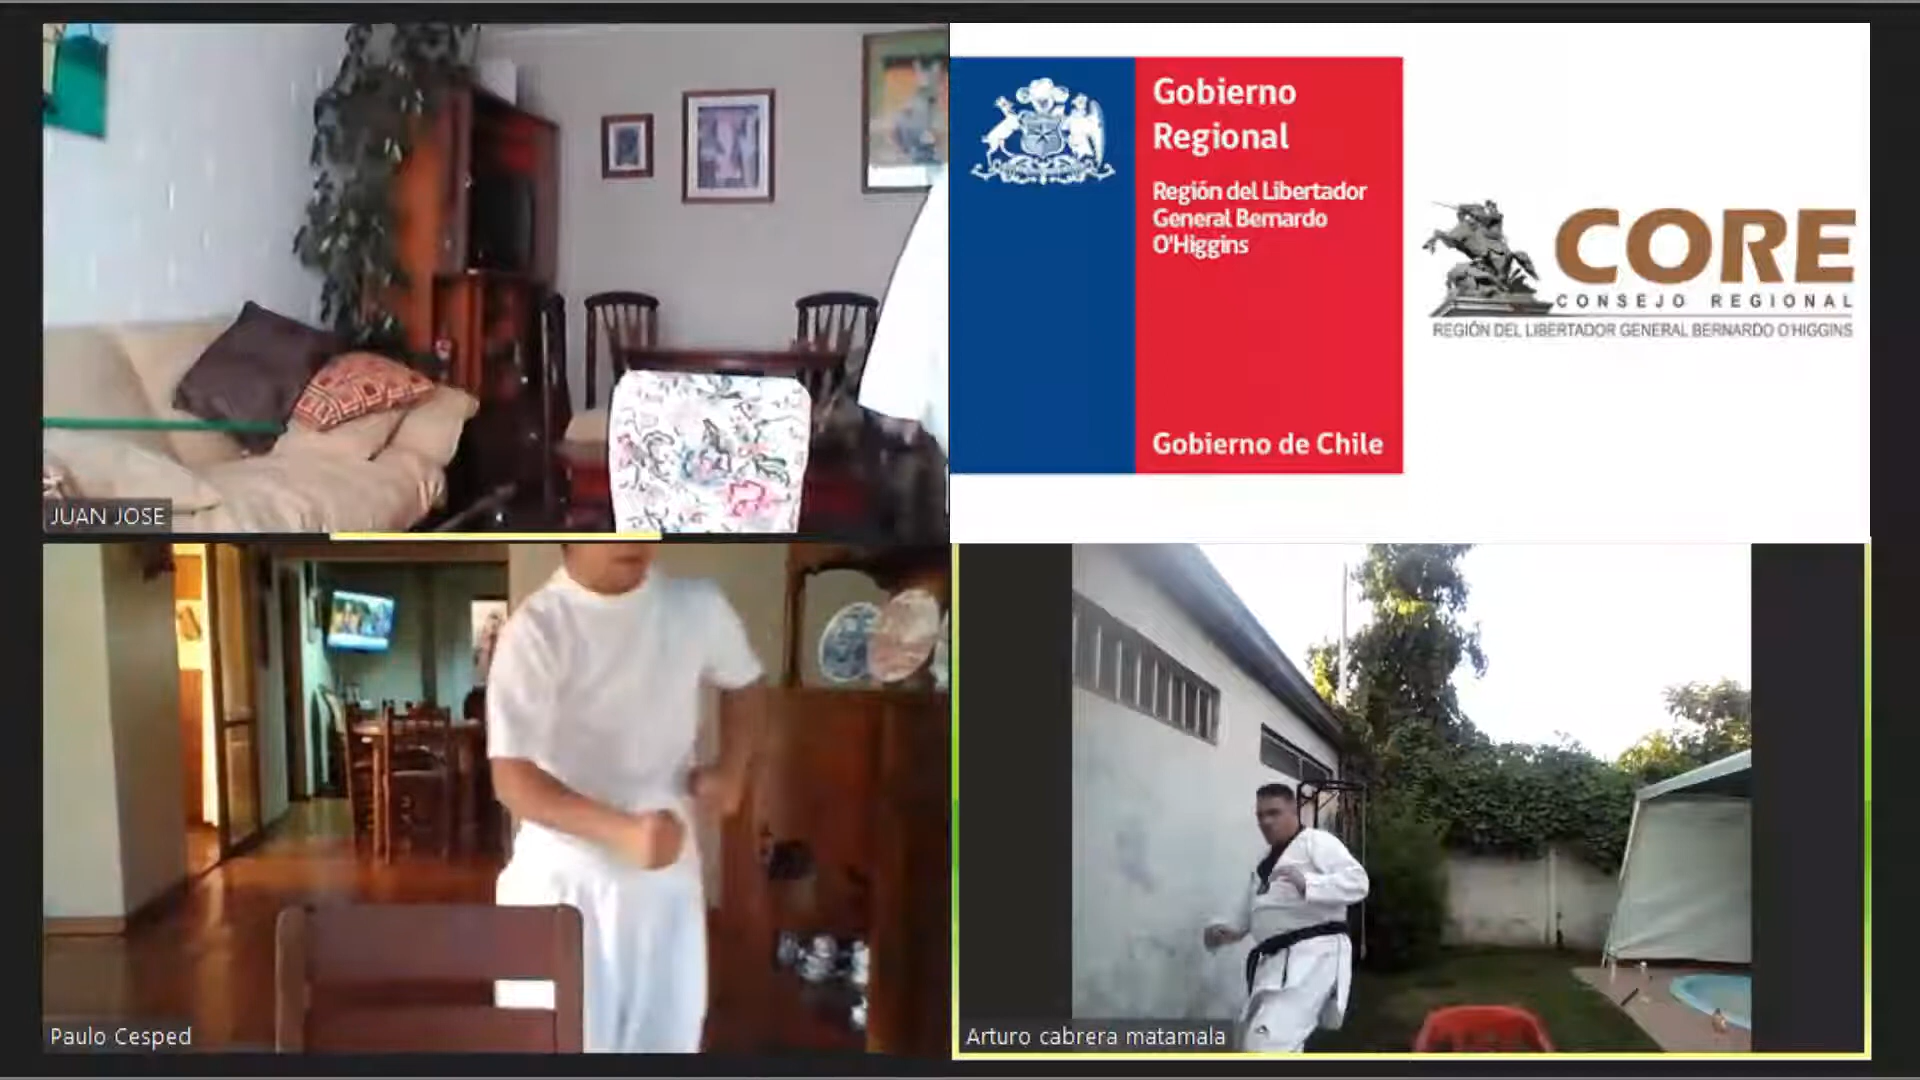 JUAN JOSE
Gobierno
Regional
Región del Libertador
General Bernardo
O'Higgins
Gobierno de Chile
CORE
CONSEJO REGIONAL
REGIÓN DEL LIBERTADOR GENERAL BERNARDO O'HIGGINS
Paulo Cesped
Arturo cabrera matamala